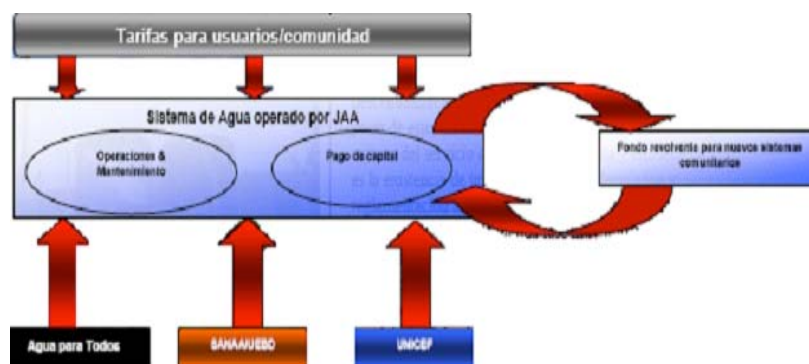 Tarifas para usuarios/comunidad
Sistema de Agua operado por JAA
Operaciones &
Mantenimiento
Pago de capital
Fondo revolvente para nuevos sistemas
comunitarios
Agua para Todos
SANAA/UEBD
UNICEF